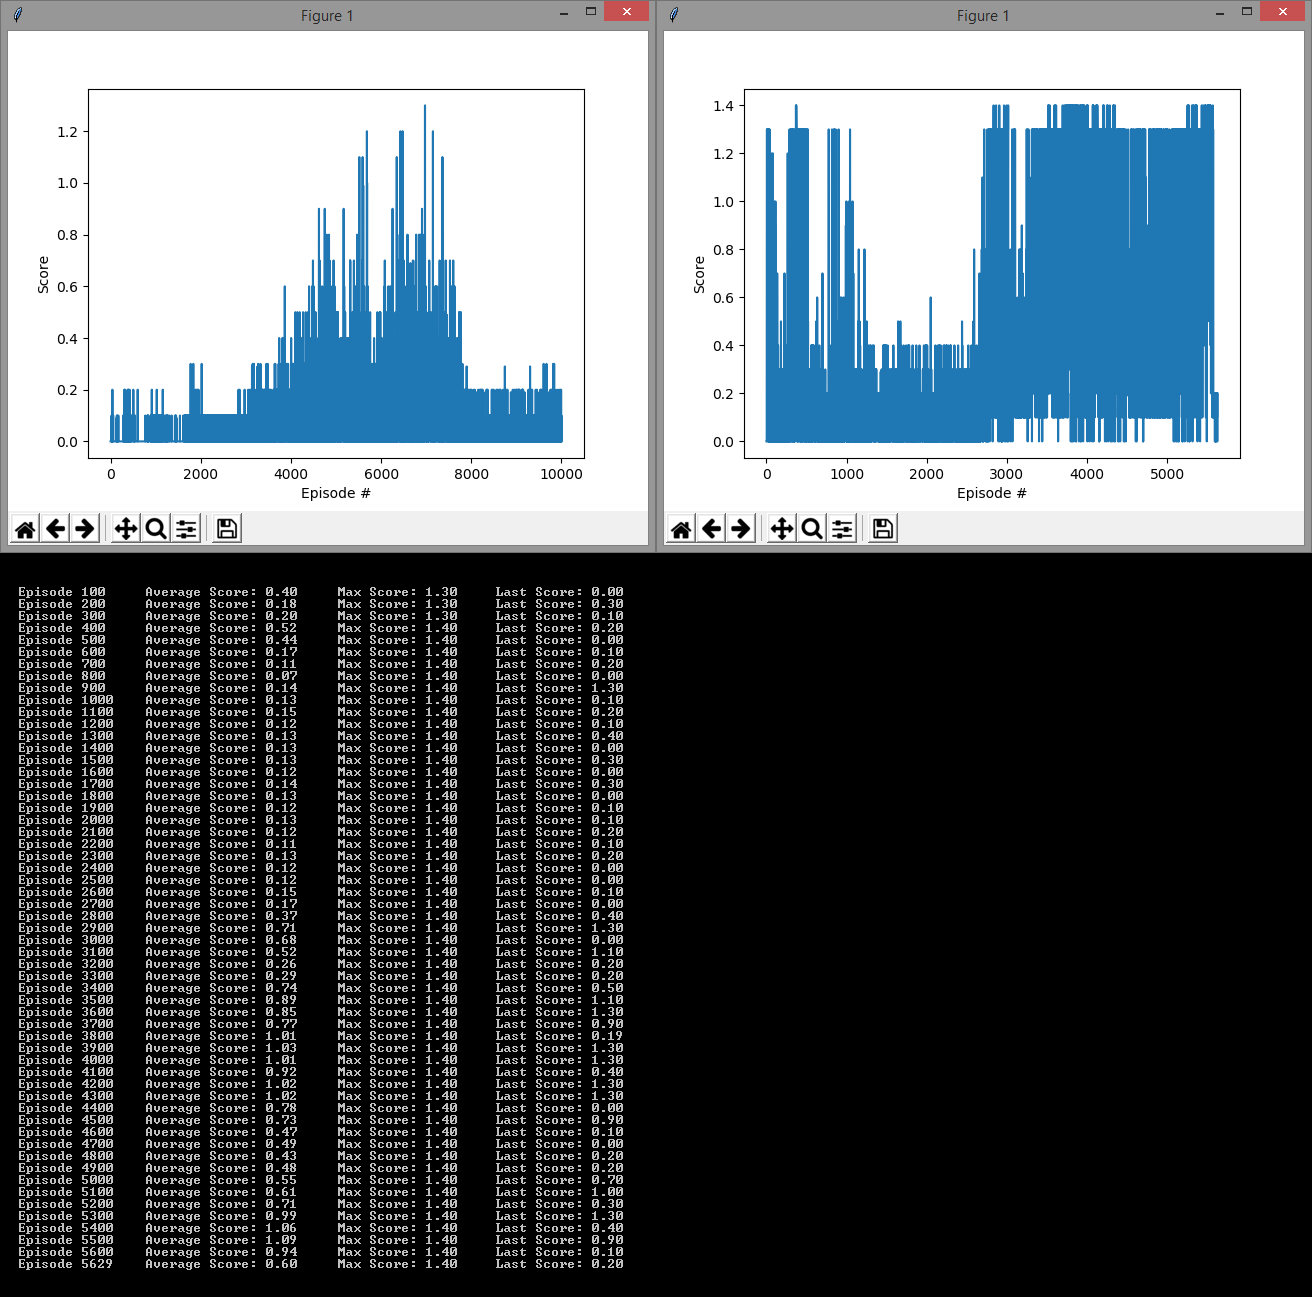 Figure 1
1.2
1.0
0.8
0.6
0.4
0.2
0.0
Score
0 2000 4000 6000 8000 10000
Episode #
Figure 1
1.4
1.2
1.0
0.8
0.6
0.4
0.2
0.0
Score
0 1000 2000 3000 4000 5000
Episode #
Episode 100 Average Score: 0.40 Max Score: 1.30 Last Score: 0.00
Episode 200 Average Score: 0.18 Max Score: 1.30 Last Score: 0.30
Episode 300 Average Score: 0.20 Max Score: 1.30 Last Score: 0.10
Episode 400 Average Score: 0.52 Max Score: 1.40 Last Score: 0.20
Episode 500 Average Score: 0.44 Max Score: 1.40 Last Score: 0.00
Episode 600 Average Score: 0.17 Max Score: 1.40 Last Score: 0.10
Episode 700 Average Score: 0.11 Max Score: 1.40 Last Score: 0.20
Episode 800 Average Score: 0.07 Max Score: 1.40 Last Score: 0.00
Episode 900 Average Score: 0.14 Max Score: 1.40 Last Score: 1.30
Episode 1000 Average Score: 0.13 Max Score: 1.40 Last Score: 0.10
Episode 1100 Average Score: 0.15 Max Score: 1.40 Last Score: 0.20
Episode 1200 Average Score: 0.12 Max Score: 1.40 Last Score: 0.10
Episode 1300 Average Score: 0.13 Max Score: 1.40 Last Score: 0.40
Episode 1400 Average Score: 0.13 Max Score: 1.40 Last Score: 0.00
Episode 1500 Average Score: 0.13 Max Score: 1.40 Last Score: 0.30
Episode 1600 Average Score: 0.12 Max Score: 1.40 Last Score: 0.00
Episode 1700 Average Score: 0.14 Max Score: 1.40 Last Score: 0.30
Episode 1800 Average Score: 0.13 Max Score: 1.40 Last Score: 0.00
Episode 1900 Average Score: 0.12 Max Score: 1.40 Last Score: 0.10
Episode 2000 Average Score: 0.13 Max Score: 1.40 Last Score: 0.10
Episode 2100 Average Score: 0.12 Max Score: 1.40 Last Score: 0.20
Episode 2200 Average Score: 0.11 Max Score: 1.40 Last Score: 0.10
Episode 2300 Average Score: 0.13 Max Score: 1.40 Last Score: 0.20
Episode 2400 Average Score: 0.12 Max Score: 1.40 Last Score: 0.00
Episode 2500 Average Score: 0.12 Max Score: 1.40 Last Score: 0.00
Episode 2600 Average Score: 0.15 Max Score: 1.40 Last Score: 0.10
Episode 2700 Average Score: 0.17 Max Score: 1.40 Last Score: 0.00
Episode 2800 Average Score: 0.37 Max Score: 1.40 Last Score: 0.40
Episode 2900 Average Score: 0.71 Max Score: 1.40 Last Score: 1.30
Episode 3000 Average Score: 0.68 Max Score: 1.40 Last Score: 0.00
Episode 3100 Average Score: 0.52 Max Score: 1.40 Last Score: 1.10
Episode 3200 Average Score: 0.26 Max Score: 1.40 Last Score: 0.20
Episode 3300 Average Score: 0.29 Max Score: 1.40 Last Score: 0.20
Episode 3400 Average Score: 0.74 Max Score: 1.40 Last Score: 0.50
Episode 3500 Average Score: 0.89 Max Score: 1.40 Last Score: 1.10
Episode 3600 Average Score: 0.85 Max Score: 1.40 Last Score: 1.30
Episode 3700 Average Score: 0.77 Max Score: 1.40 Last Score: 0.90
Episode 3800 Average Score: 1.01 Max Score: 1.40 Last Score: 0.19
Episode 3900 Average Score: 1.03 Max Score: 1.40 Last Score: 1.30
Episode 4000 Average Score: 1.01 Max Score: 1.40 Last Score: 1.30
Episode 4100 Average Score: 0.92 Max Score: 1.40 Last Score: 0.40
Episode 4200 Average Score: 1.02 Max Score: 1.40 Last Score: 1.30
Episode 4300 Average Score: 1.02 Max Score: 1.40 Last Score: 1.30
Episode 4400 Average Score: 0.78 Max Score: 1.40 Last Score: 0.00
Episode 4500 Average Score: 0.73 Max Score: 1.40 Last Score: 0.90
Episode 4600 Average Score: 0.47 Max Score: 1.40 Last Score: 0.10
Episode 4700 Average Score: 0.49 Max Score: 1.40 Last Score: 0.00
Episode 4800 Average Score: 0.43 Max Score: 1.40 Last Score: 0.20
Episode 4900 Average Score: 0.48 Max Score: 1.40 Last Score: 0.20
Episode 5000 Average Score: 0.55 Max Score: 1.40 Last Score: 0.70
Episode 5100 Average Score: 0.61 Max Score: 1.40 Last Score: 1.00
Episode 5200 Average Score: 0.71 Max Score: 1.40 Last Score: 0.30
Episode 5300 Average Score: 0.99 Max Score: 1.40 Last Score: 1.30
Episode 5400 Average Score: 1.06 Max Score: 1.40 Last Score: 0.40
Episode 5500 Average Score: 1.09 Max Score: 1.40 Last Score: 0.90
Episode 5600 Average Score: 0.94 Max Score: 1.40 Last Score: 0.10
Episode 5629 Average Score: 0.60 Max Score: 1.40 Last Score: 0.20